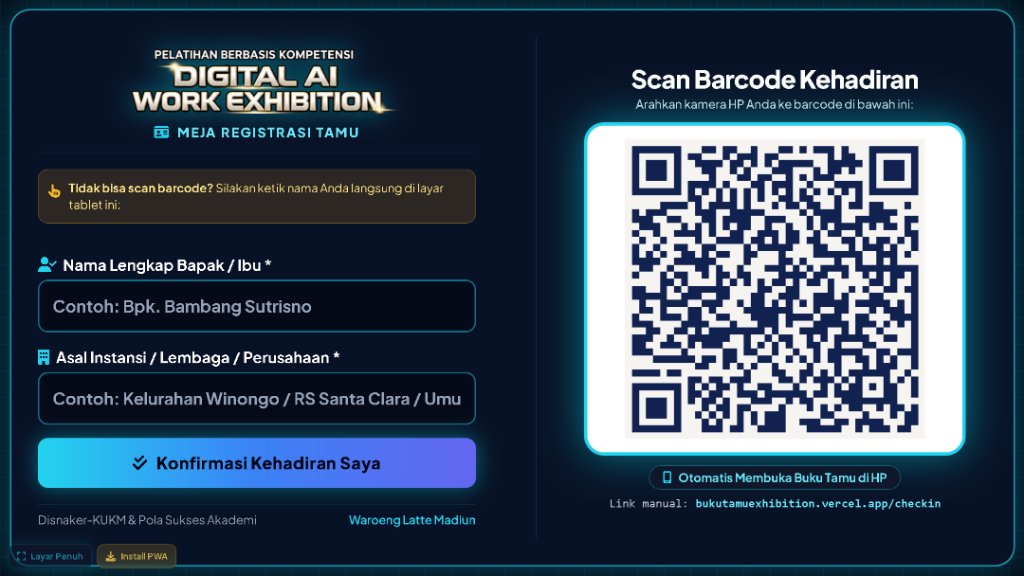 PELATIHAN BERBASIS KOMPETENSI
DIGITAL AI
WORK EXHIBITION
MEJA REGISTRASI TAMU
Tidak bisa scan barcode? Silakan ketik nama Anda langsung di layar
tablet ini:
Nama Lengkap Bapak / Ibu *
Contoh: Bpk. Bambang Sutrisno
Asal Instansi / Lembaga / Perusahaan *
Contoh: Kelurahan Winongo / RS Santa Clara / Umu
Konfirmasi Kehadiran Saya
Disnaker-KUKM & Pola Sukses Akademi
Waroeng Latte Madiun
Layar Penuh
Install PWA
Scan Barcode Kehadiran
Arahkan kamera HP Anda ke barcode di bawah ini:
Otomatis Membuka Buku Tamu di HP
Link manual: bukutamuexhibition.vercel.app/checkin